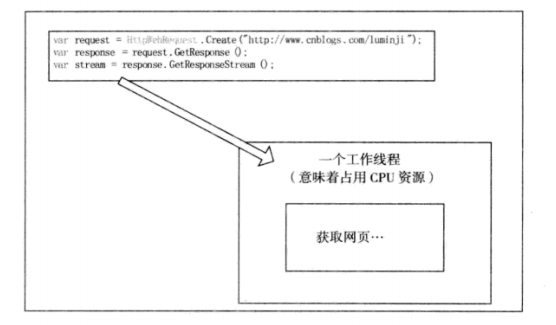 var request = HttpWebRequest.Create("http://www.cnblogs.com/luminji");
var response = request.GetResponse();
var stream = response.GetResponseStream();
一个工作线程
（意味着占用 CPU 资源）
获取网页…